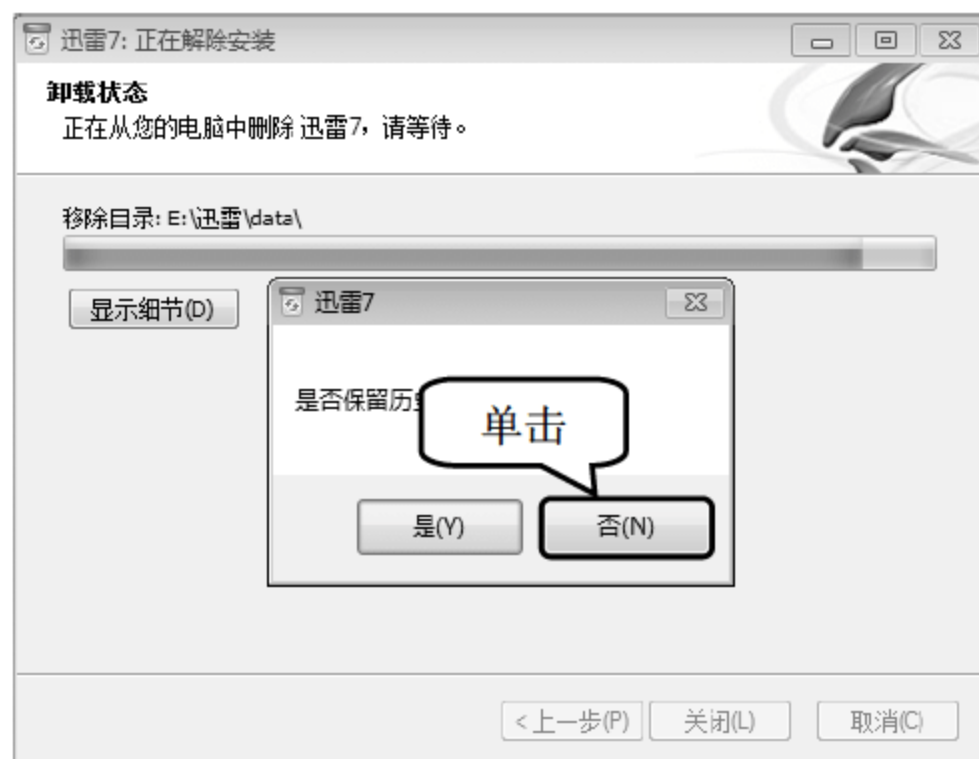 迅雷7: 正在解除安装
卸载状态
正在从您的电脑中删除 迅雷7，请等待。
移除目录: E:\迅雷\data\
显示细节(D)
迅雷7
是否保留历
单击
是(Y)
否(N)
<上一步(P)
关闭(L)
取消(C)